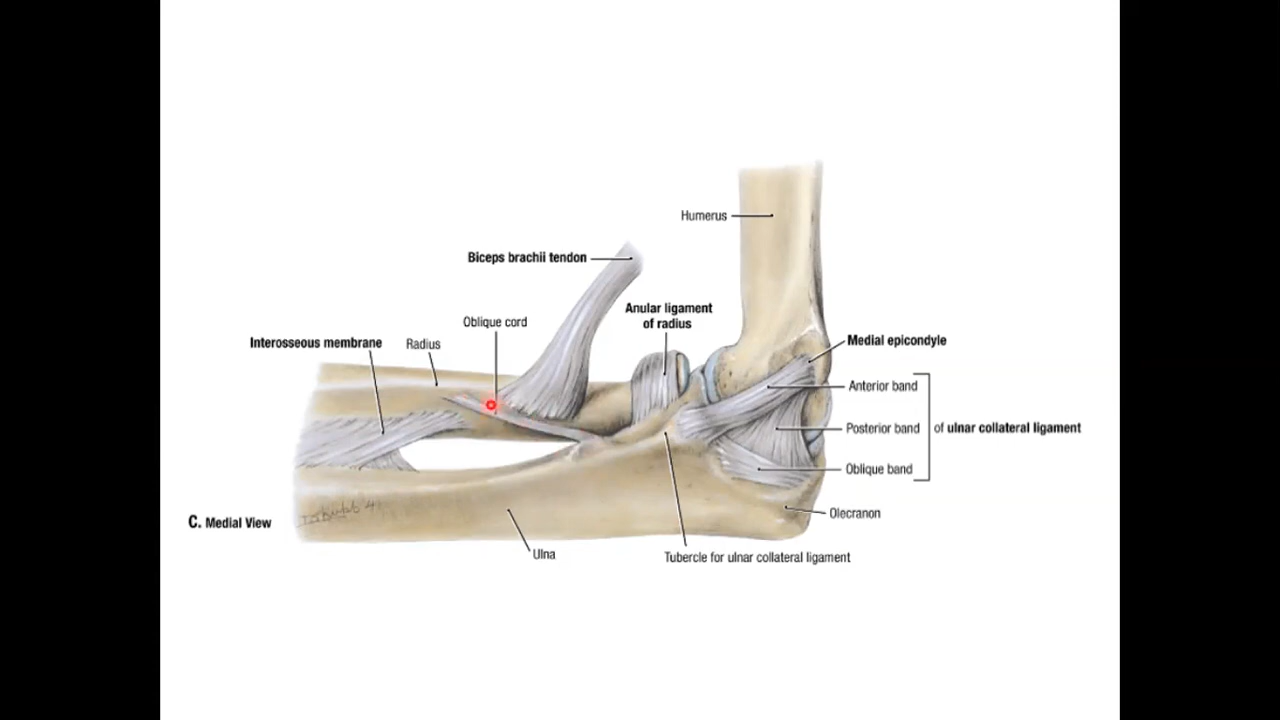 Humerus
Biceps brachii tendon
Anular ligament
of radius
Oblique cord
Interosseous membrane
Radius
Medial epicondyle
Anterior band
Posterior band
of ulnar collateral ligament
Oblique band
Olecranon
C. Medial View
Ulna
Tubercle for ulnar collateral ligament